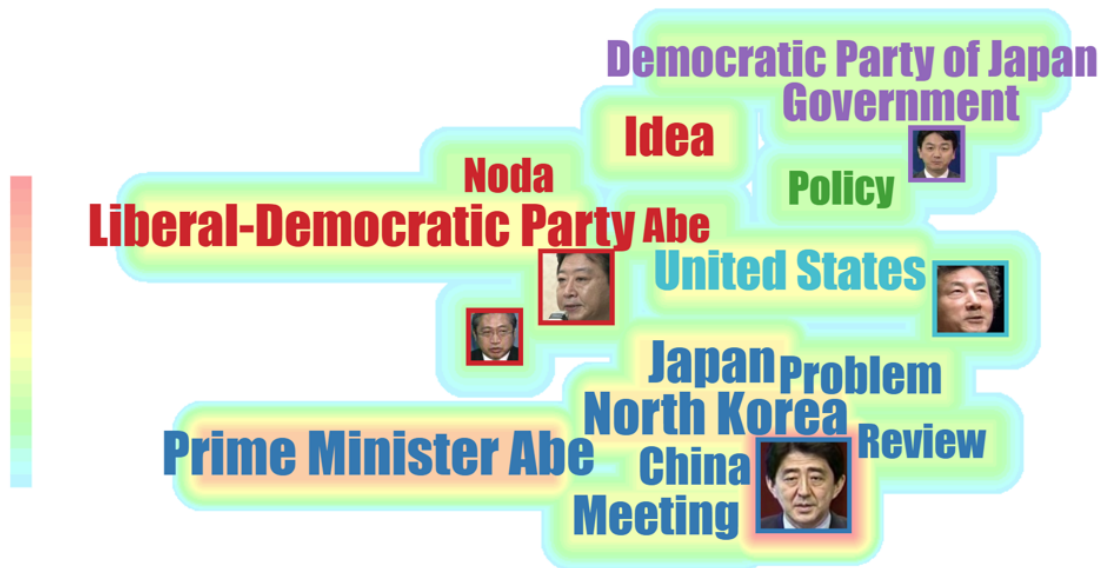 Democratic Party of Japan
Government
Idea
Noda
Policy
Liberal-Democratic Party
Abe
United States
Japan
Problem
North Korea
Prime Minister Abe
Review
China
Meeting